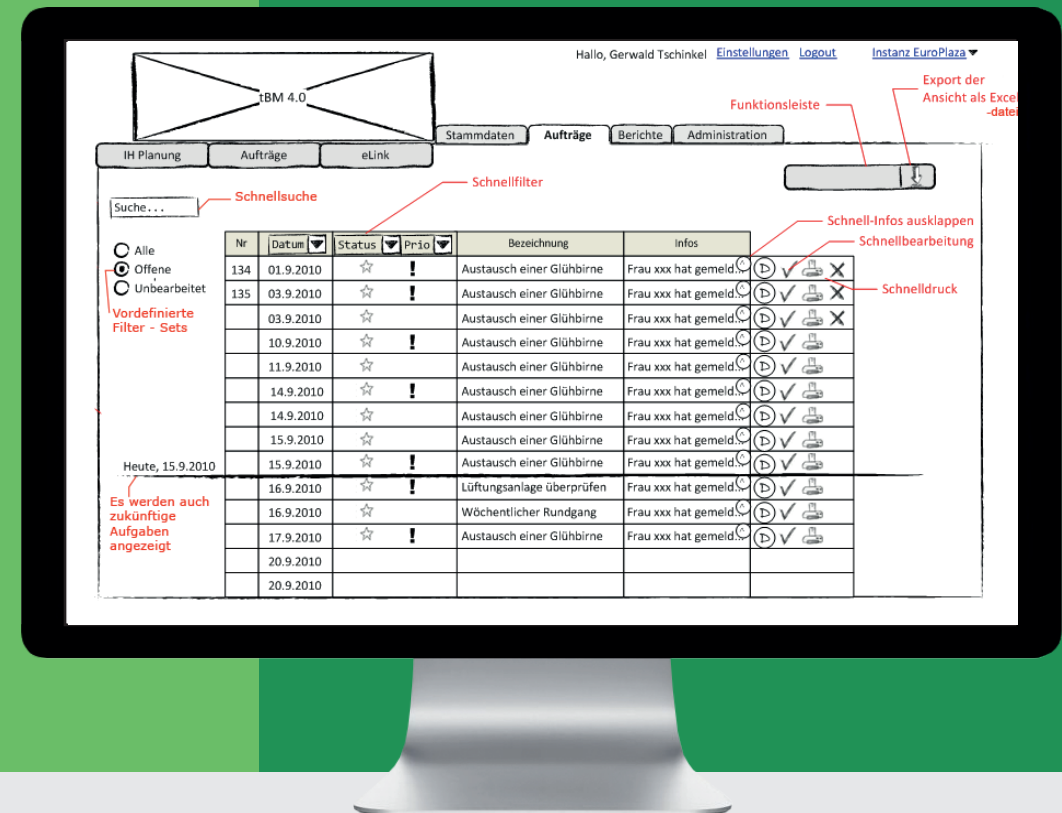 Hallo, Gerwald Tschinkel Einstellungen Logout Instanz EuroPlaza
tBM 4.0
Export der
Ansicht als Excel
-datei
Funktionsleiste
Stammdaten Aufträge Berichte Administration
IH Planung Aufträge eLink
Schnellfilter
Schnellsuche
Suche...
Schnell-Infos ausklappen
Schnellbearbeitung
Schnelldruck
Alle
Offene
Unbearbeitet
Vordefinierte
Filter - Sets
Nr Datum Status Prio Bezeichnung Infos
134 01.9.2010 ! Austausch einer Glühbirne Frau xxx hat gemeld... D
135 03.9.2010 ! Austausch einer Glühbirne Frau xxx hat gemeld... D
03.9.2010 Austausch einer Glühbirne Frau xxx hat gemeld... D
10.9.2010 ! Austausch einer Glühbirne Frau xxx hat gemeld... D
11.9.2010 Austausch einer Glühbirne Frau xxx hat gemeld... D
14.9.2010 ! Austausch einer Glühbirne Frau xxx hat gemeld... D
14.9.2010 Austausch einer Glühbirne Frau xxx hat gemeld... D
15.9.2010 Austausch einer Glühbirne Frau xxx hat gemeld... D
15.9.2010 ! Austausch einer Glühbirne Frau xxx hat gemeld... D
Heute, 15.9.2010
16.9.2010 ! Lüftungsanlage überprüfen Frau xxx hat gemeld... D
16.9.2010 Wöchentlicher Rundgang Frau xxx hat gemeld... D
17.9.2010 ! Austausch einer Glühbirne Frau xxx hat gemeld... D
20.9.2010
20.9.2010
Es werden auch
zukünftige
Aufgaben
angezeigt